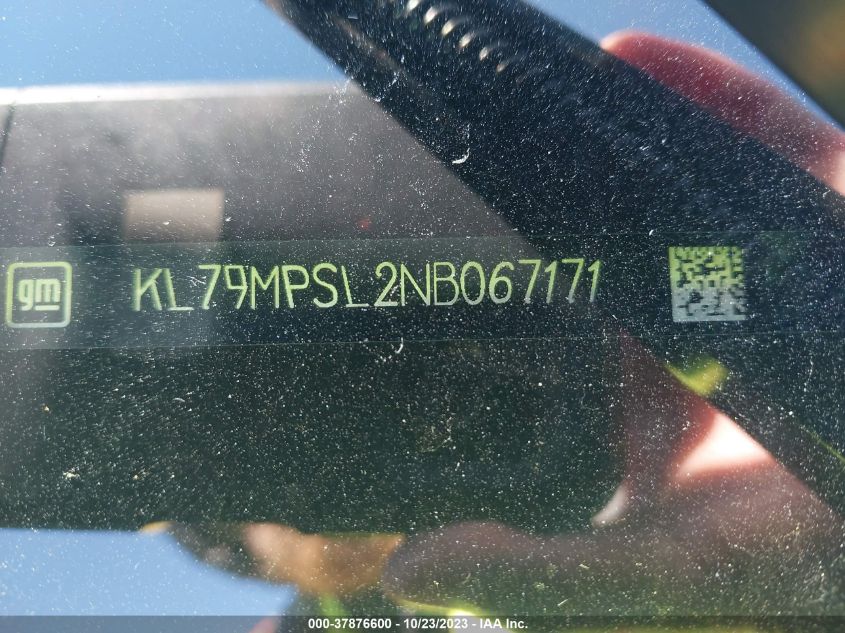 gm KL79MPSL2NB067171
000-37876600 - 10/23/2023 - IAA Inc.